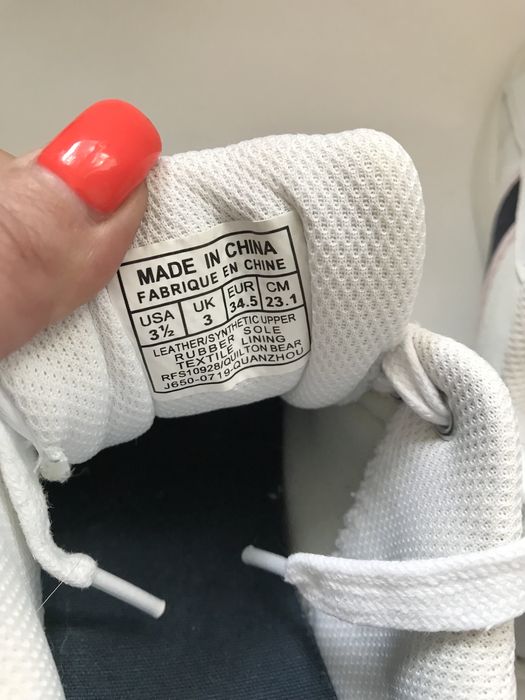 MADE IN CHINA
FABRIQUE EN CHINE
USA UK EUR CM
3½ 3 34.5 23.1
LEATHER/SYNTHETIC UPPER
RUBBER SOLE
TEXTILE LINING
RFS10928/QUILTON BEAR
J650-0719-QUANZHOU